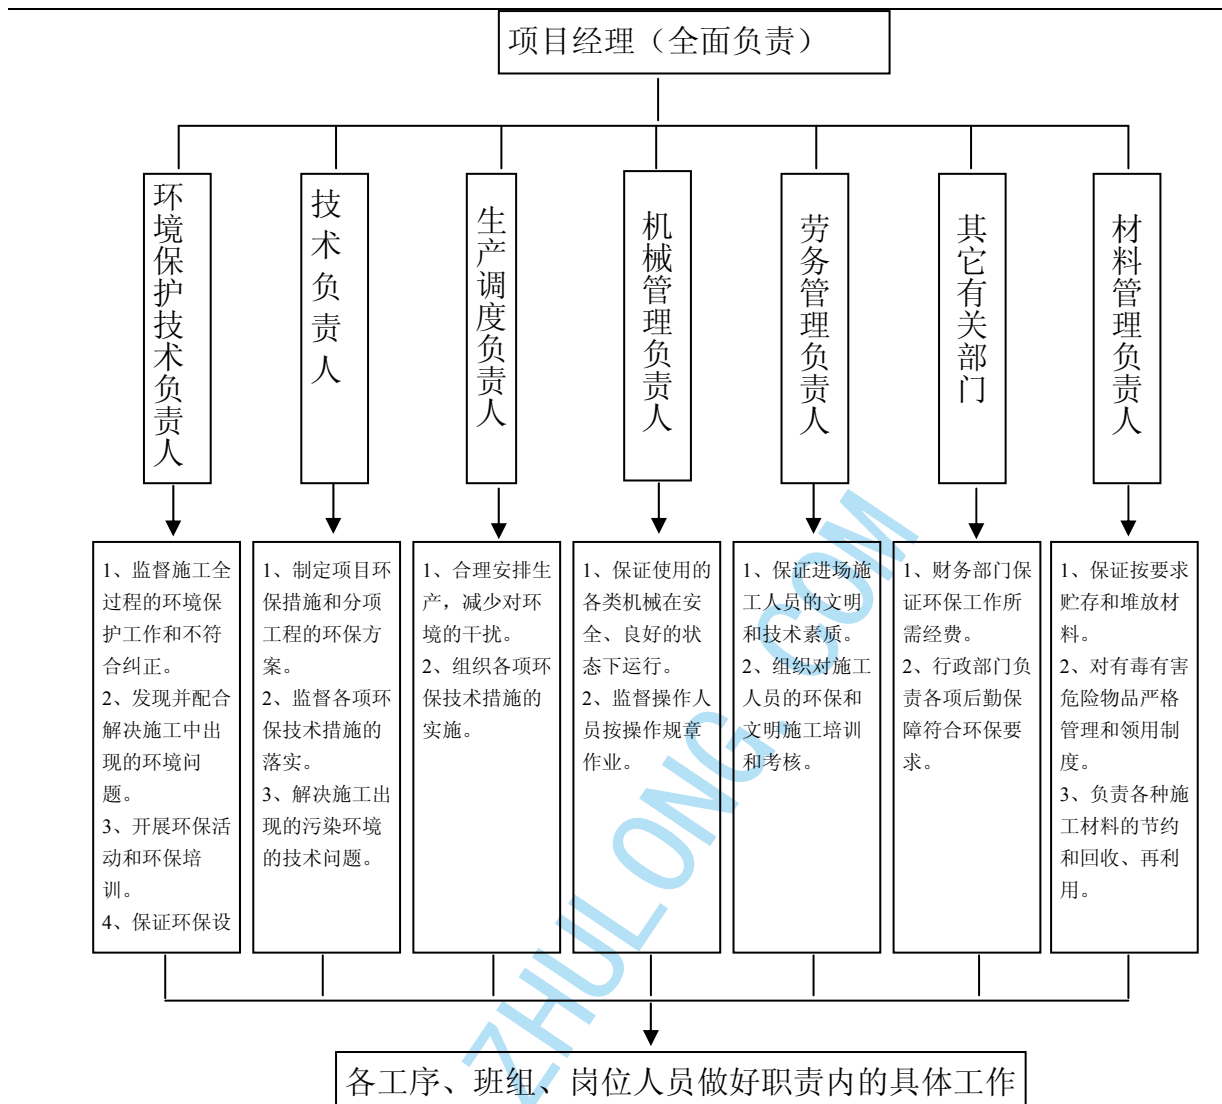 项目经理（全面负责）
环境保护技术负责人
技术负责人
生产调度负责人
机械管理负责人
劳务管理负责人
其它有关部门
材料管理负责人
1、监督施工全
过程的环境保
护工作和不符
合纠正。
2、发现并配合
解决施工中出
现的环境问
题。
3、开展环保活
动和环保培
训。
4、保证环保设
1、制定项目环
保措施和分项
工程的环保方
案。
2、监督各项环
保技术措施的
落实。
3、解决施工出
现的污染环境
的技术问题。
1、合理安排生
产，减少对环
境的干扰。
2、组织各项环
保技术措施的
实施。
1、保证使用的
各类机械在安
全、良好的状
态下运行。
2、监督操作人
员按操作规章
作业。
1、保证进场施
工人员的文明
和技术素质。
2、组织对施工
人员的环保和
文明施工培训
和考核。
1、财务部门保
证环保工作所
需经费。
2、行政部门负
责各项后勤保
障符合环保要
求。
1、保证按要求
贮存和堆放材
料。
2、对有毒有害
危险物品严格
管理和领用制
度。
3、负责各种施
工材料的节约
和回收、再利
用。
各工序、班组、岗位人员做好职责内的具体工作
ZHULONG.COM